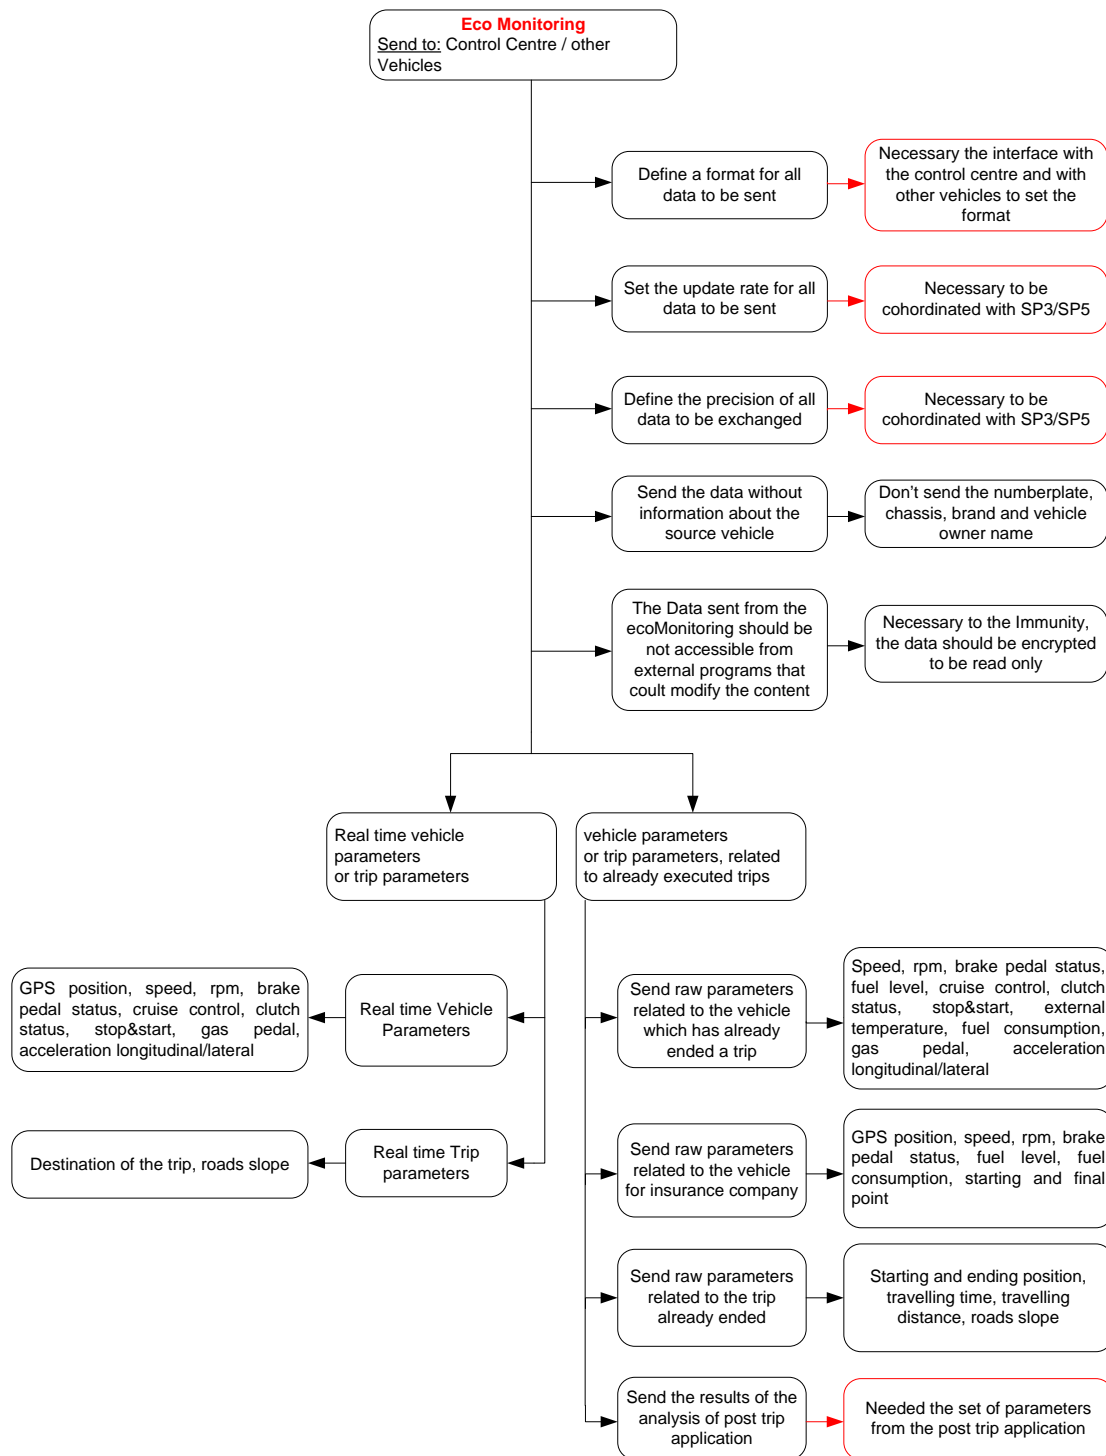 Eco Monitoring
Send to: Control Centre / other
Vehicles
Define a format for all
data to be sent
Necessary the interface with
the control centre and with
other vehicles to set the
format
Set the update rate for all
data to be sent
Necessary to be
cohordinated with SP3/SP5
Define the precision of all
data to be exchanged
Necessary to be
cohordinated with SP3/SP5
Send the data without
information about the
source vehicle
Don’t send the numberplate,
chassis, brand and vehicle
owner name
The Data sent from the
ecoMonitoring should be
not accessible from
external programs that
coult modify the content
Necessary to the Immunity,
the data should be encrypted
to be read only
Real time vehicle
parameters
or trip parameters
vehicle parameters
or trip parameters, related
to already executed trips
GPS position, speed, rpm, brake
pedal status, cruise control, clutch
status, stop&start, gas pedal,
acceleration longitudinal/lateral
Real time Vehicle
Parameters
Send raw parameters
related to the vehicle
which has already
ended a trip
Speed, rpm, brake pedal status,
fuel level, cruise control, clutch
status, stop&start, external
temperature, fuel consumption,
gas pedal, acceleration
longitudinal/lateral
Destination of the trip, roads slope
Real time Trip
parameters
Send raw parameters
related to the vehicle
for insurance company
GPS position, speed, rpm, brake
pedal status, fuel level, fuel
consumption, starting and final
point
Send raw parameters
related to the trip
already ended
Starting and ending position,
travelling time, travelling
distance, roads slope
Send the results of the
analysis of post trip
application
Needed the set of parameters
from the post trip application